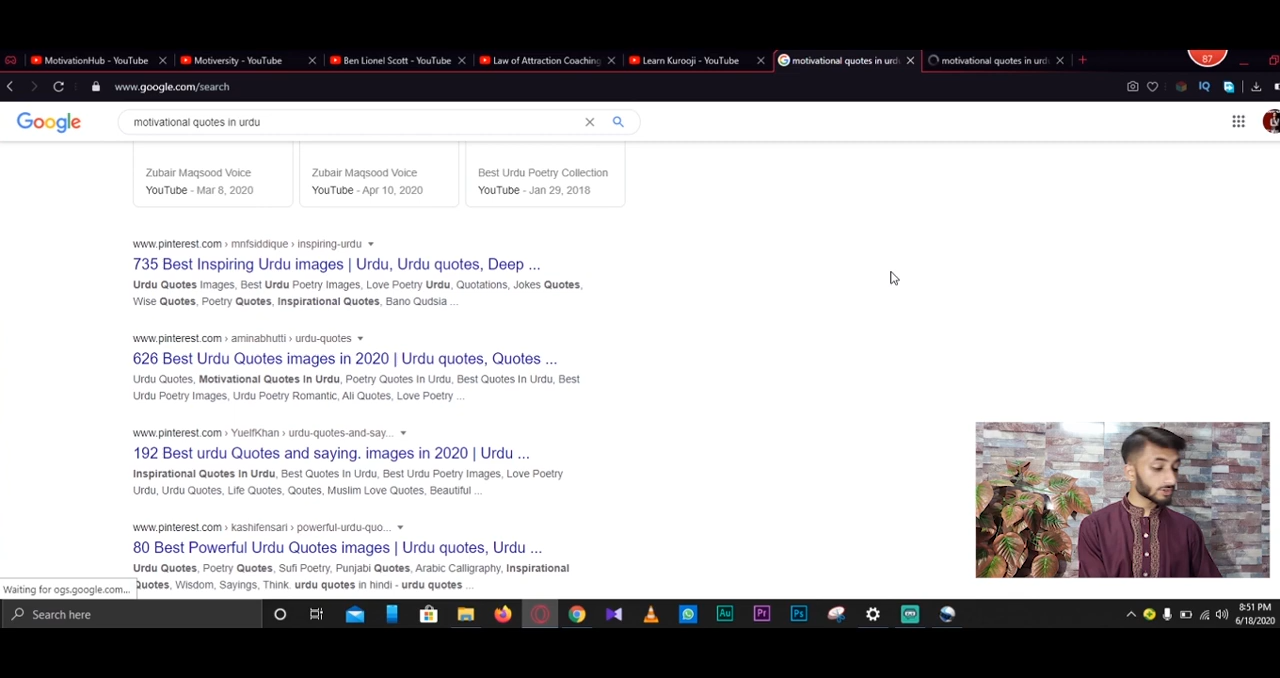 MotivationHub - YouTube
Motiversity - YouTube
Ben Lionel Scott - YouTube
Law of Attraction Coaching
Learn Kurooji - YouTube
motivational quotes in urd
motivational quotes in urd
87
www.google.com/search
IQ
Google
motivational quotes in urdu
Zubair Maqsood Voice
YouTube - Mar 8, 2020
Zubair Maqsood Voice
YouTube - Apr 10, 2020
Best Urdu Poetry Collection
YouTube - Jan 29, 2018
www.pinterest.com › mnfsiddique › inspiring-urdu
735 Best Inspiring Urdu images | Urdu, Urdu quotes, Deep ...
Urdu Quotes Images, Best Urdu Poetry Images, Love Poetry Urdu, Quotations, Jokes Quotes,
Wise Quotes, Poetry Quotes, Inspirational Quotes, Bano Qudsia ...
www.pinterest.com › aminabhutti › urdu-quotes
626 Best Urdu Quotes images in 2020 | Urdu quotes, Quotes ...
Urdu Quotes, Motivational Quotes In Urdu, Poetry Quotes In Urdu, Best Quotes In Urdu, Best
Urdu Poetry Images, Urdu Poetry Romantic, Ali Quotes, Love Poetry ...
www.pinterest.com › YuelfKhan › urdu-quotes-and-say...
192 Best urdu Quotes and saying. images in 2020 | Urdu ...
Inspirational Quotes In Urdu, Best Quotes In Urdu, Best Urdu Poetry Images, Love Poetry
Urdu, Urdu Quotes, Life Quotes, Qoutes, Muslim Love Quotes, Beautiful ...
www.pinterest.com › kashifensari › powerful-urdu-quo...
80 Best Powerful Urdu Quotes images | Urdu quotes, Urdu ...
Urdu Quotes, Poetry Quotes, Sufi Poetry, Punjabi Quotes, Arabic Calligraphy, Inspirational
Quotes, Wisdom, Sayings, Think. urdu quotes in hindi - urdu quotes ...
Waiting for ogs.google.com...
Search here
Au
Pr
Ps
8:51 PM
6/18/2020